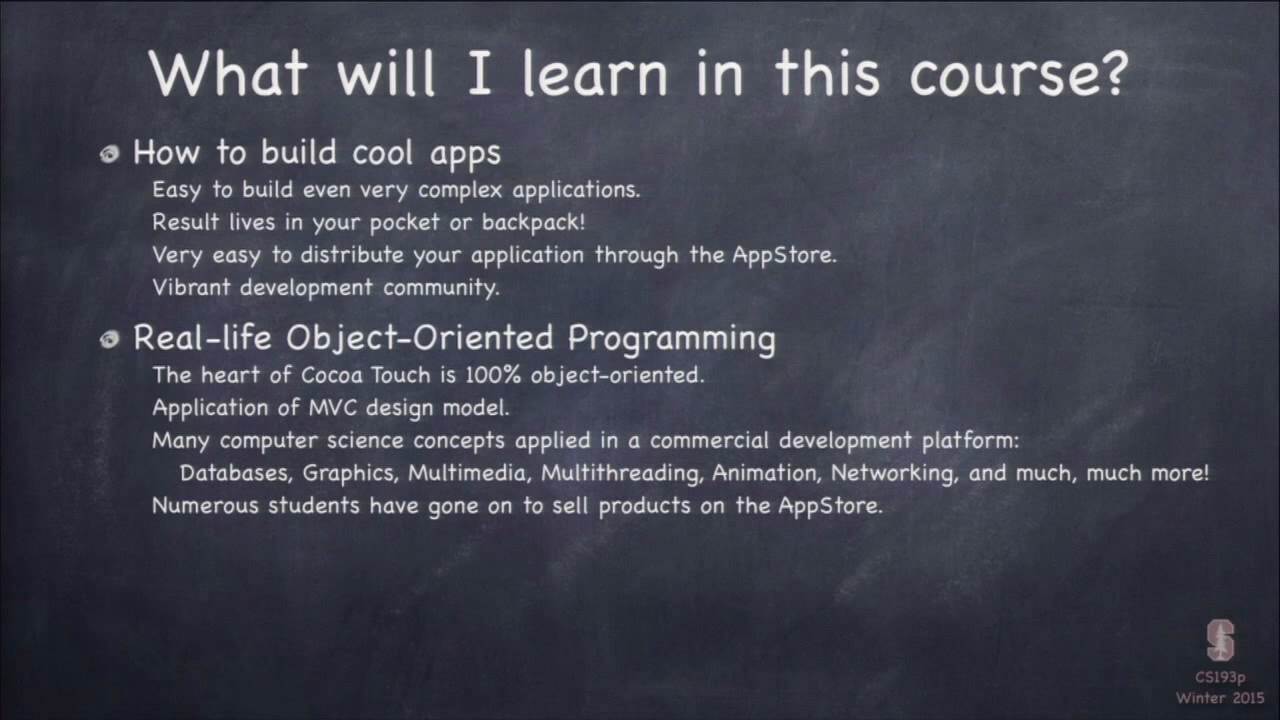 What will I learn in this course?
How to build cool apps
Easy to build even very complex applications.
Result lives in your pocket or backpack!
Very easy to distribute your application through the AppStore.
Vibrant development community.
Real-life Object-Oriented Programming
The heart of Cocoa Touch is 100% object-oriented.
Application of MVC design model.
Many computer science concepts applied in a commercial development platform:
Databases, Graphics, Multimedia, Multithreading, Animation, Networking, and much, much more!
Numerous students have gone on to sell products on the AppStore.
S
CS193p
Winter 2015